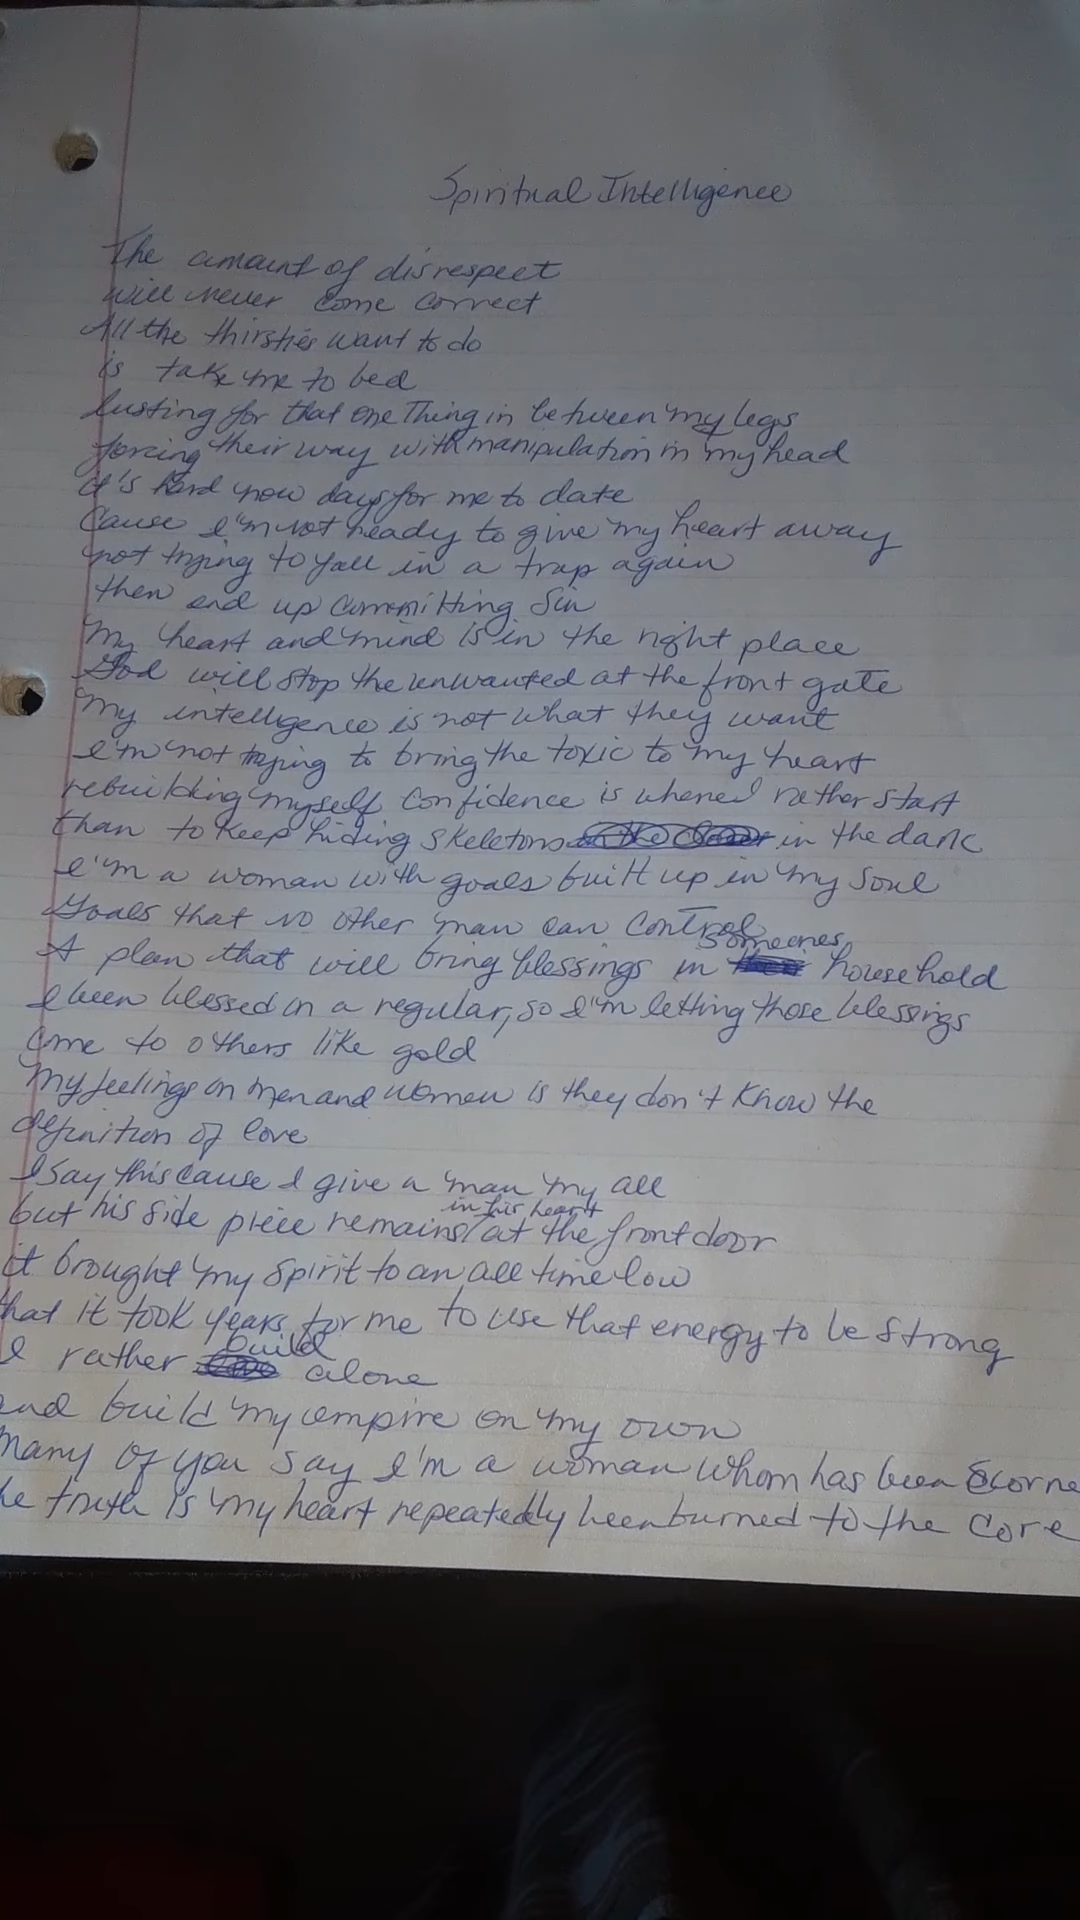 Spiritual Intelligence
The amount of disrespect
will never come correct
All the thirsties want to do
is take me to bed
lusting for that one Thing in between my legs
forcing their way with manipulation in my head
it's hard now days for me to date
Cause I'm not ready to give my heart away
not trying to fall in a trap again
then end up committing Sin
My heart and mind is in the right place
God will stop the unwanted at the front gate
My intelligence is not what they want
I'm not trying to bring the toxic to my heart
rebuilding myself confidence is where I rather start
than to keep hiding skeletons in the dark
I'm a woman with goals built up in my soul
Goals that no other man can control
A plan that will bring blessings in someones household
I been blessed on a regular, so I'm letting those blessings
come to others like gold
My feelings on men and women is they don't know the
definition of love
I say this cause I give a man my all
but his side piece remains in his heart / at the front door
it brought my spirit to an all time low
that it took years for me to use that energy to be strong
I rather build alone
and build my empire on my own
Many of you say I'm a woman whom has been scorne
he truth is my heart repeatedly been burned to the core